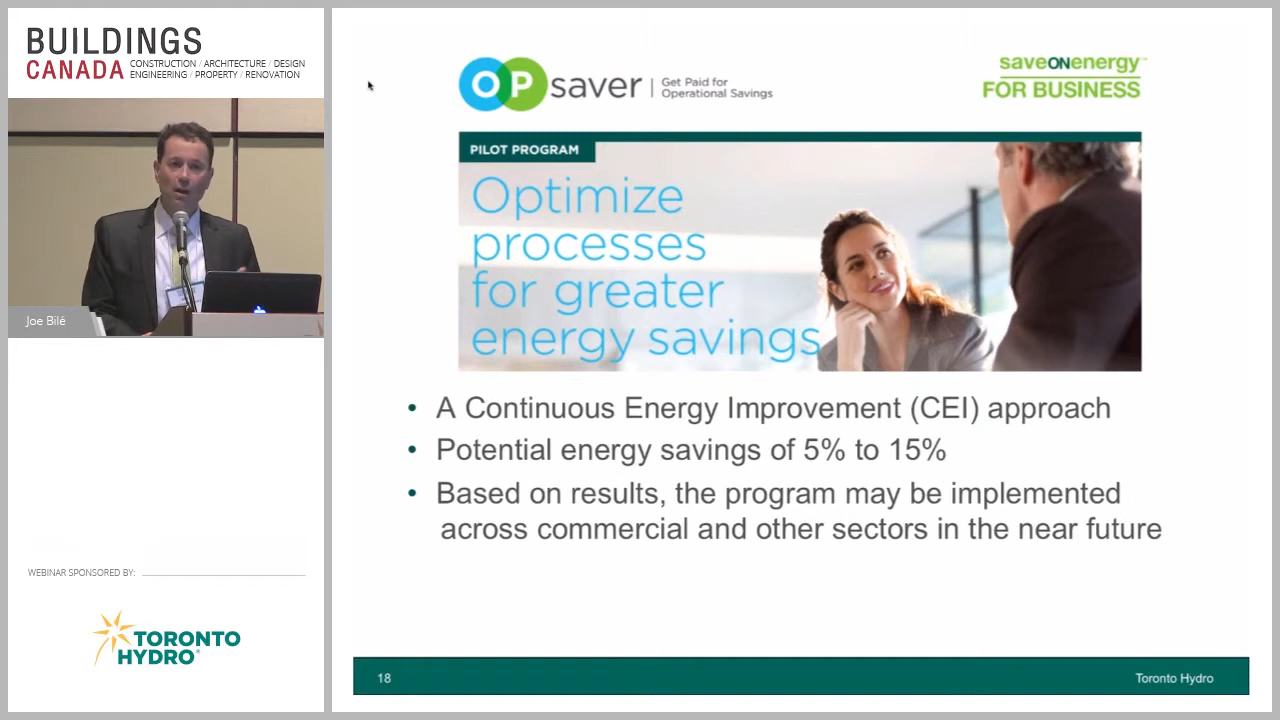 BUILDINGS
CANADA
CONSTRUCTION / ARCHITECTURE / DESIGN
ENGINEERING / PROPERTY / RENOVATION
Joe Bilé
WEBINAR SPONSORED BY:
TORONTO
HYDRO®
OPsaver | Get Paid for
Operational Savings
saveONenergy™
FOR BUSINESS
PILOT PROGRAM
Optimize
processes
for greater
energy savings
• A Continuous Energy Improvement (CEI) approach
• Potential energy savings of 5% to 15%
• Based on results, the program may be implemented
across commercial and other sectors in the near future
18
Toronto Hydro